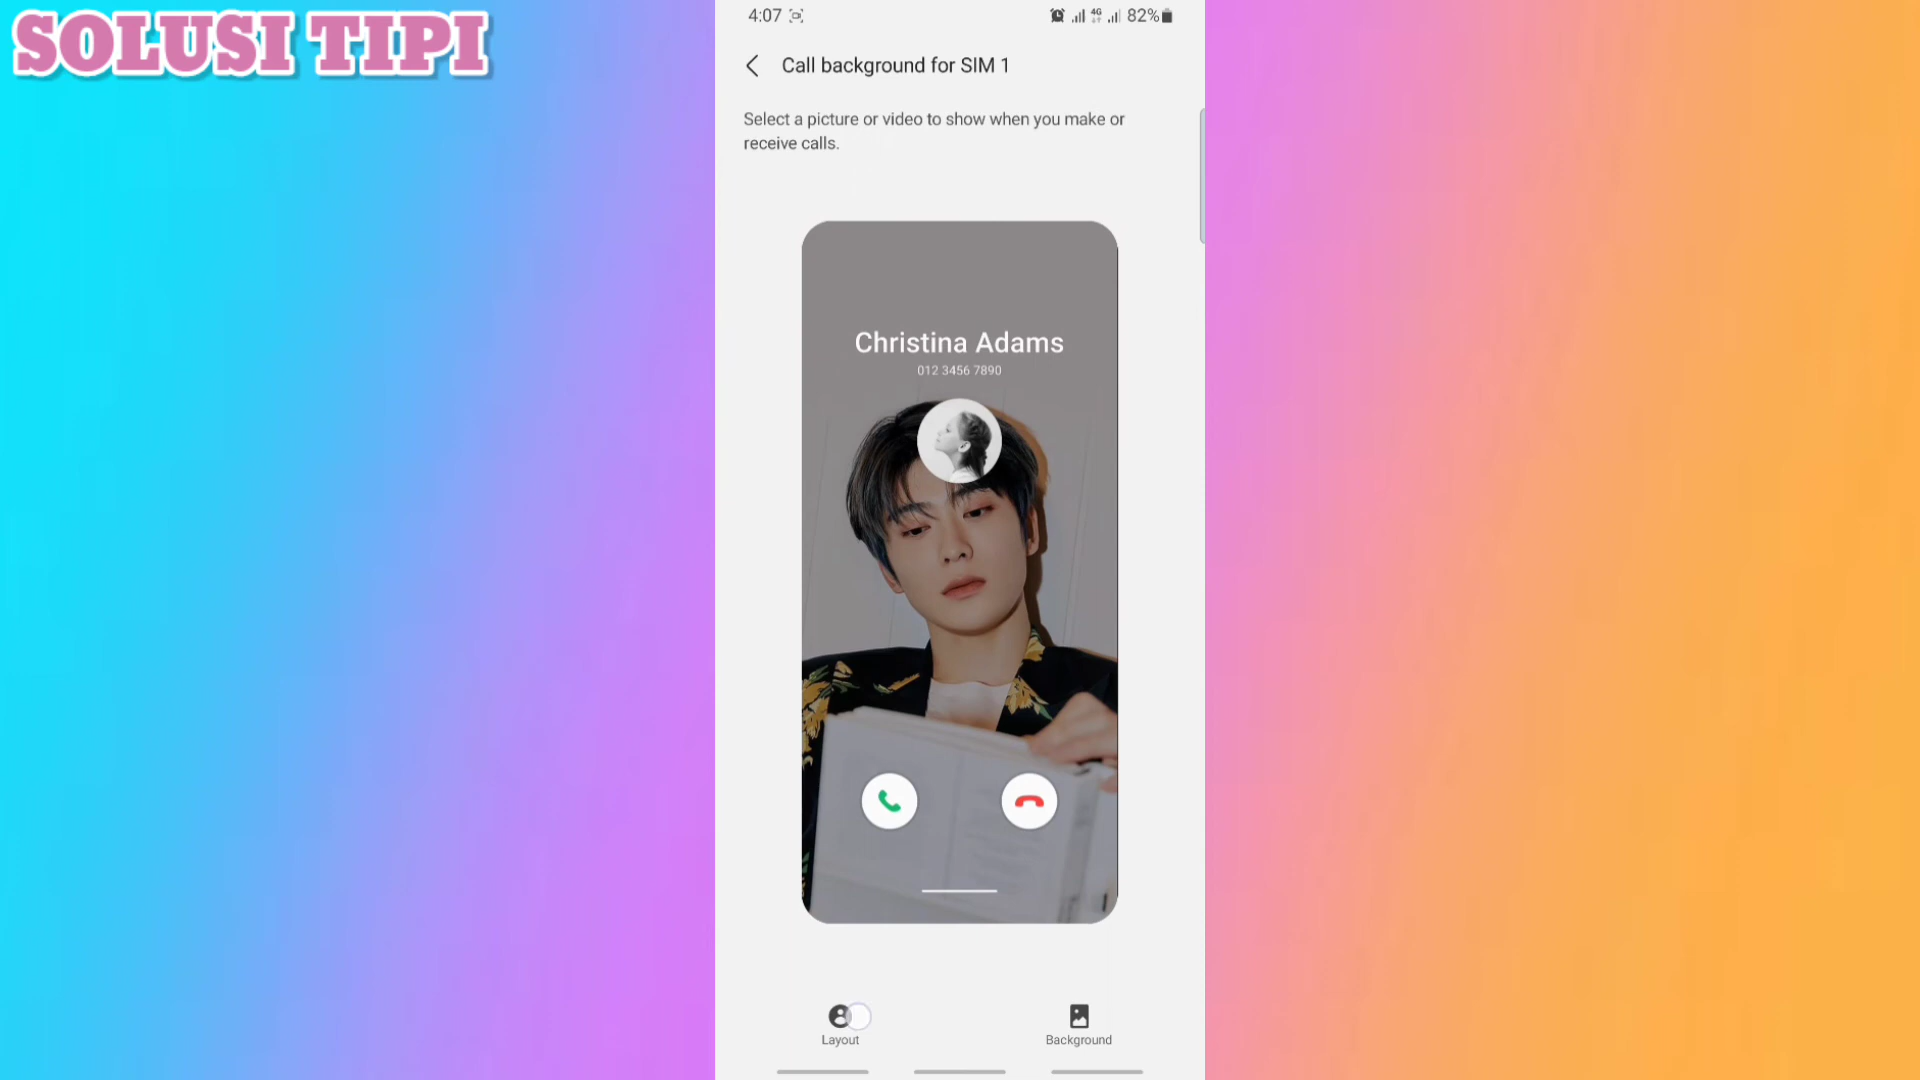 SOLUSI TIPI
4:07
4G
82%
Call background for SIM 1
Select a picture or video to show when you make or
receive calls.
Christina Adams
012 3456 7890
Layout
Background